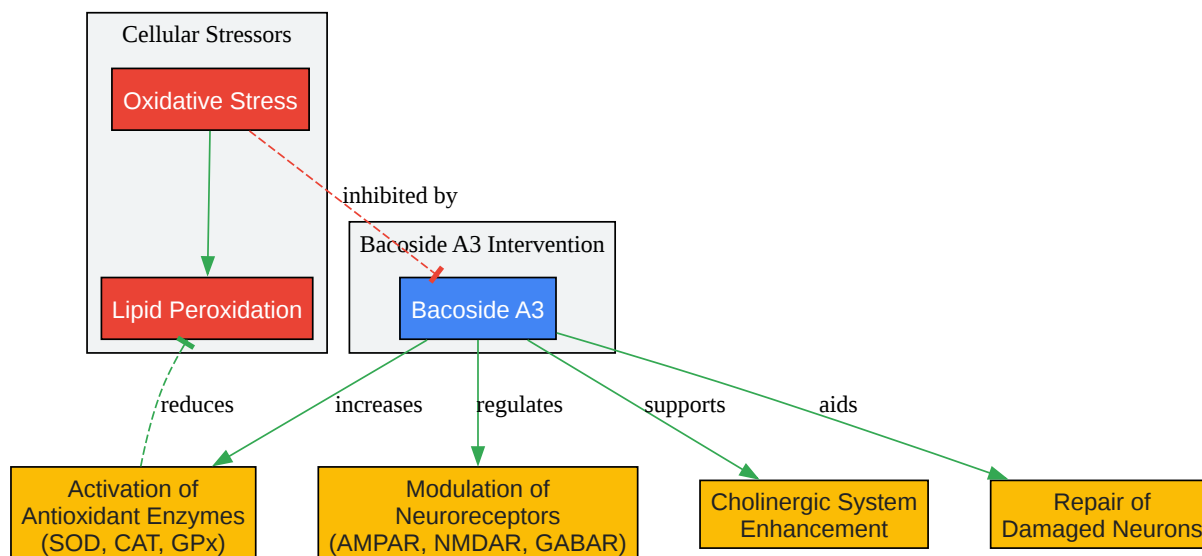 Cellular Stressors
Oxidative Stress
inhibited by
Bacoside A3 Intervention
Lipid Peroxidation
Bacoside A3
reduces
increases
regulates
supports
aids
Activation of
Antioxidant Enzymes
(SOD, CAT, GPx)
Modulation of
Neuroreceptors
(AMPAR, NMDAR, GABAR)
Cholinergic System
Enhancement
Repair of
Damaged Neurons